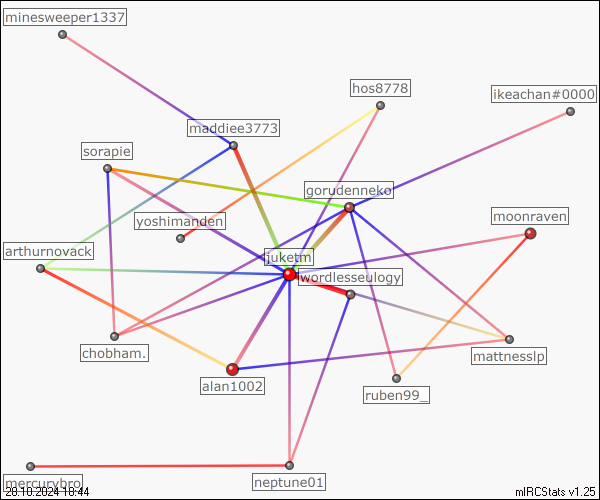 minesweeper1337
hos8778
ikeachan#0000
maddiee3773
sorapie
gorudenneko
yoshimanden
moonraven
arthurnovack
juketm
wordlesseulogy
chobham.
mattnesslp
alan1002
ruben99_
mercurybro
neptune01
28.10.2024 18:44
mIRCStats v1.25